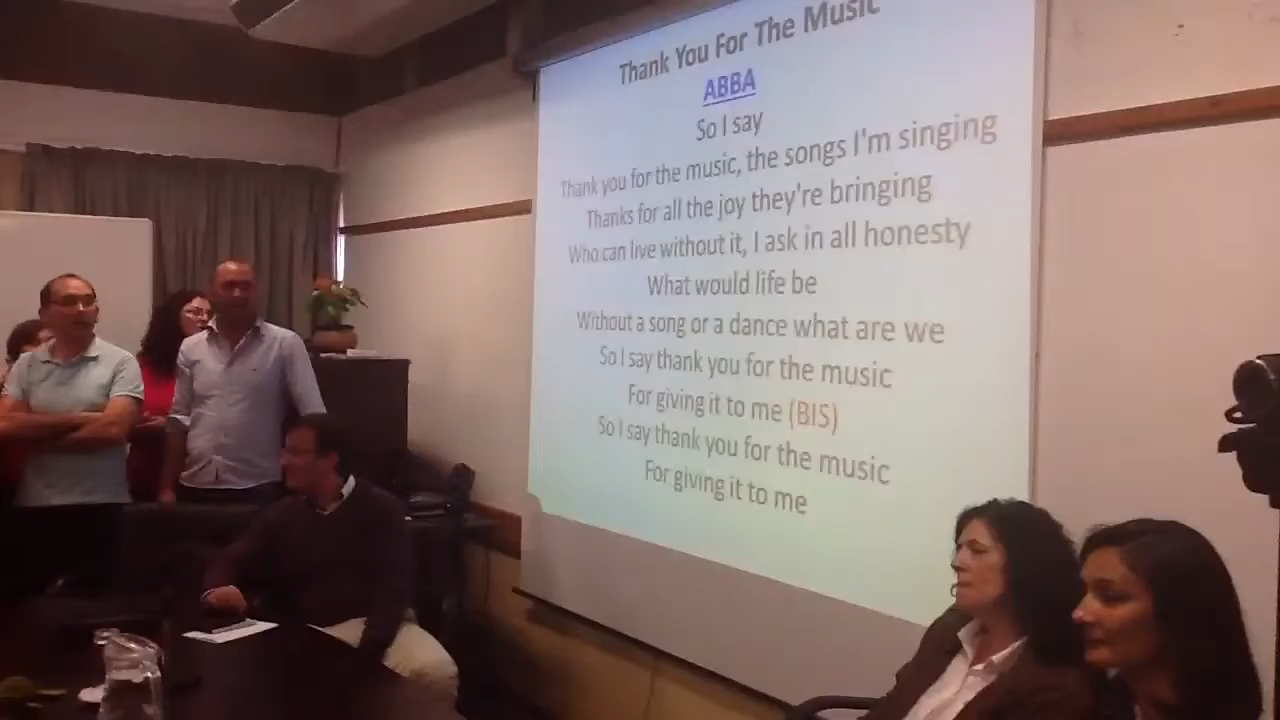 Thank You For The Music
ABBA
So I say
Thank you for the music, the songs I'm singing
Thanks for all the joy they're bringing
Who can live without it, I ask in all honesty
What would life be
Without a song or a dance what are we
So I say thank you for the music
For giving it to me (BIS)
So I say thank you for the music
For giving it to me